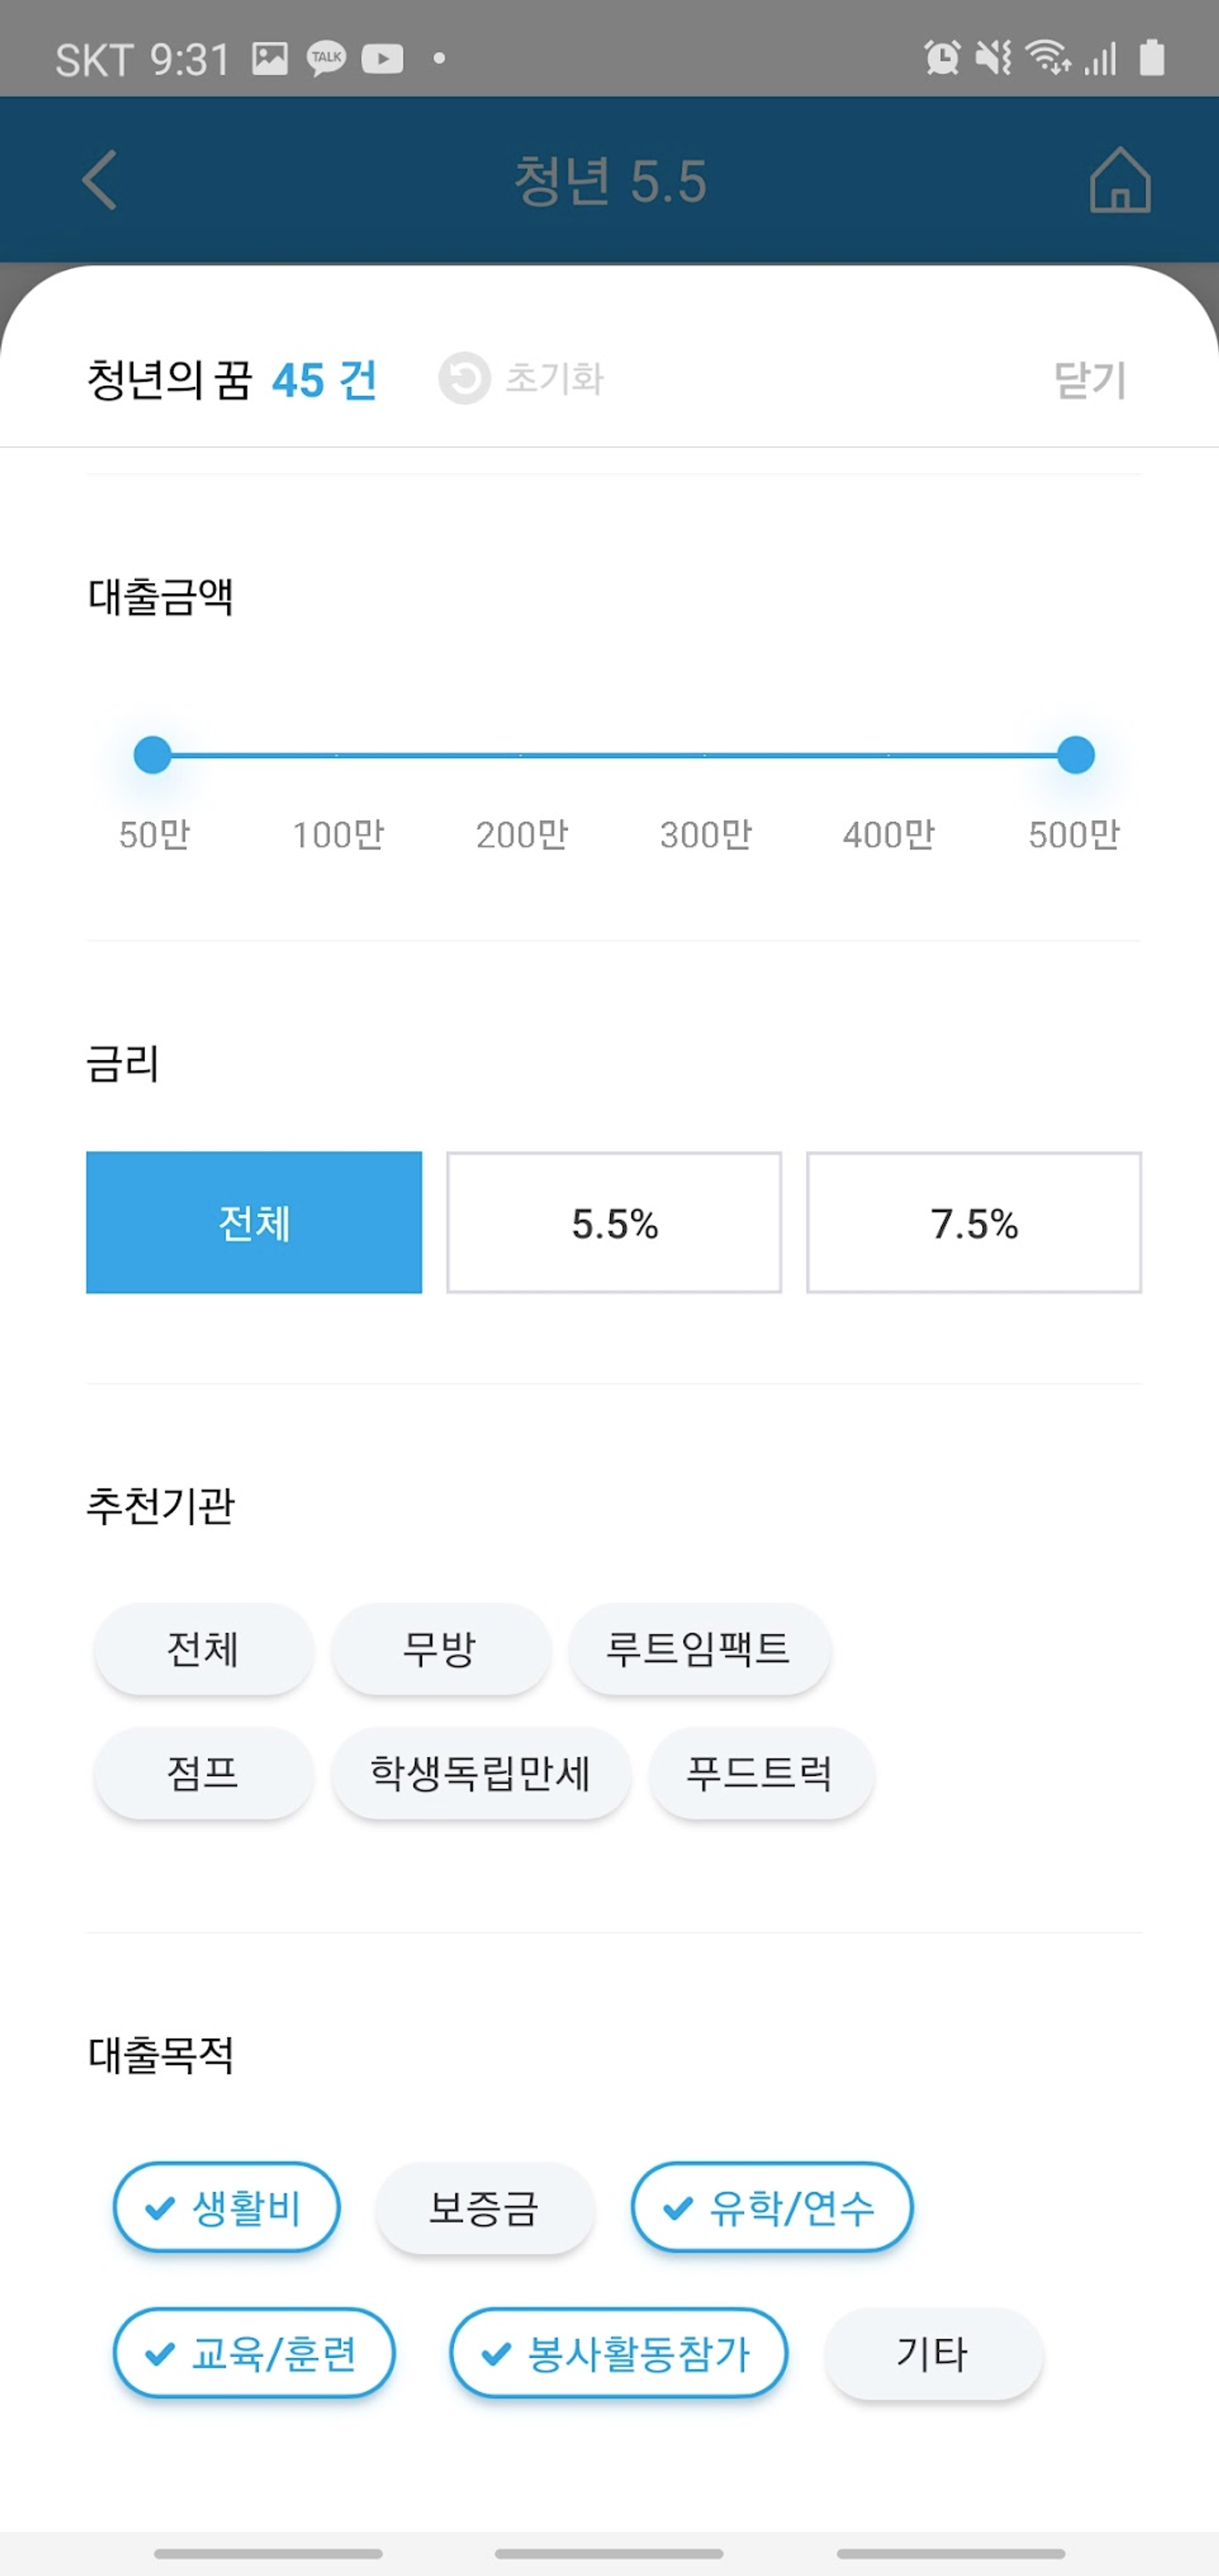 SKT 9:31 TALK
청년 5.5
청년의 꿈 45 건 초기화 닫기
대출금액
50만 100만 200만 300만 400만 500만
금리
전체 5.5% 7.5%
추천기관
전체 무방 루트임팩트
점프 학생독립만세 푸드트럭
대출목적
생활비 보증금 유학/연수
교육/훈련 봉사활동참가 기타